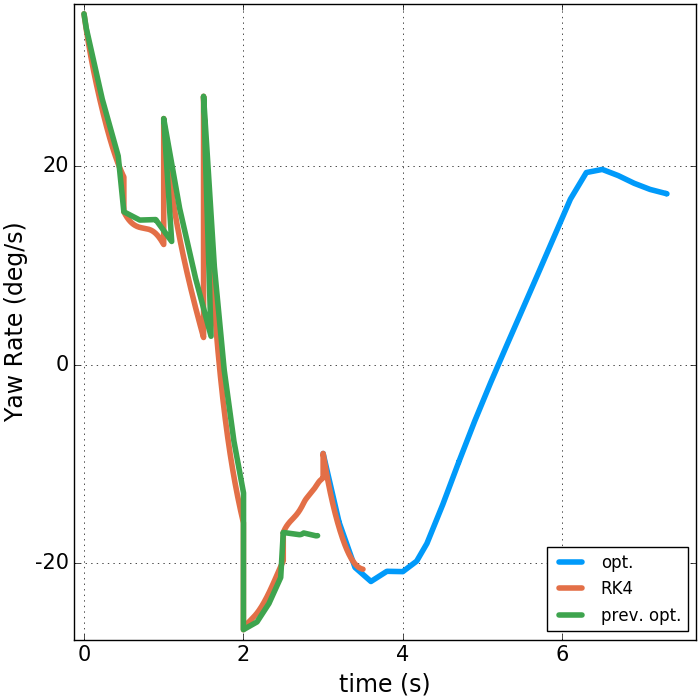 Yaw Rate (deg/s)
20
0
-20
0 2 4 6
time (s)
opt.
RK4
prev. opt.